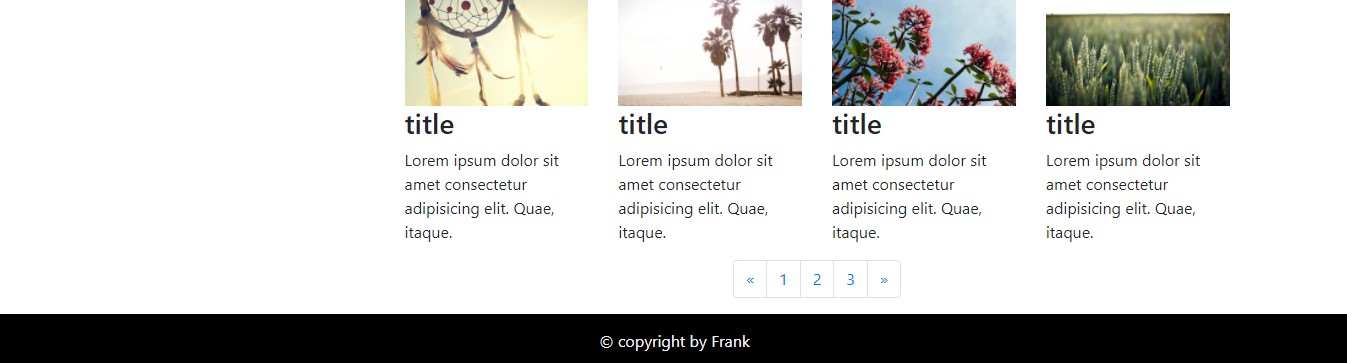 title
Lorem ipsum dolor sit
amet consectetur
adipisicing elit. Quae,
itaque.
title
Lorem ipsum dolor sit
amet consectetur
adipisicing elit. Quae,
itaque.
title
Lorem ipsum dolor sit
amet consectetur
adipisicing elit. Quae,
itaque.
title
Lorem ipsum dolor sit
amet consectetur
adipisicing elit. Quae,
itaque.
« 1 2 3 »
© copyright by Frank